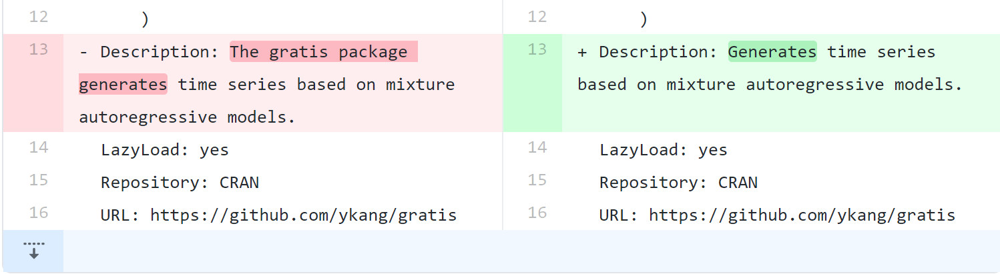 12 )
13 - Description: The gratis package
generates time series based on mixture
autoregressive models.
14 LazyLoad: yes
15 Repository: CRAN
16 URL: https://github.com/ykang/gratis
12 )
13 + Description: Generates time series
based on mixture autoregressive models.
14 LazyLoad: yes
15 Repository: CRAN
16 URL: https://github.com/ykang/gratis